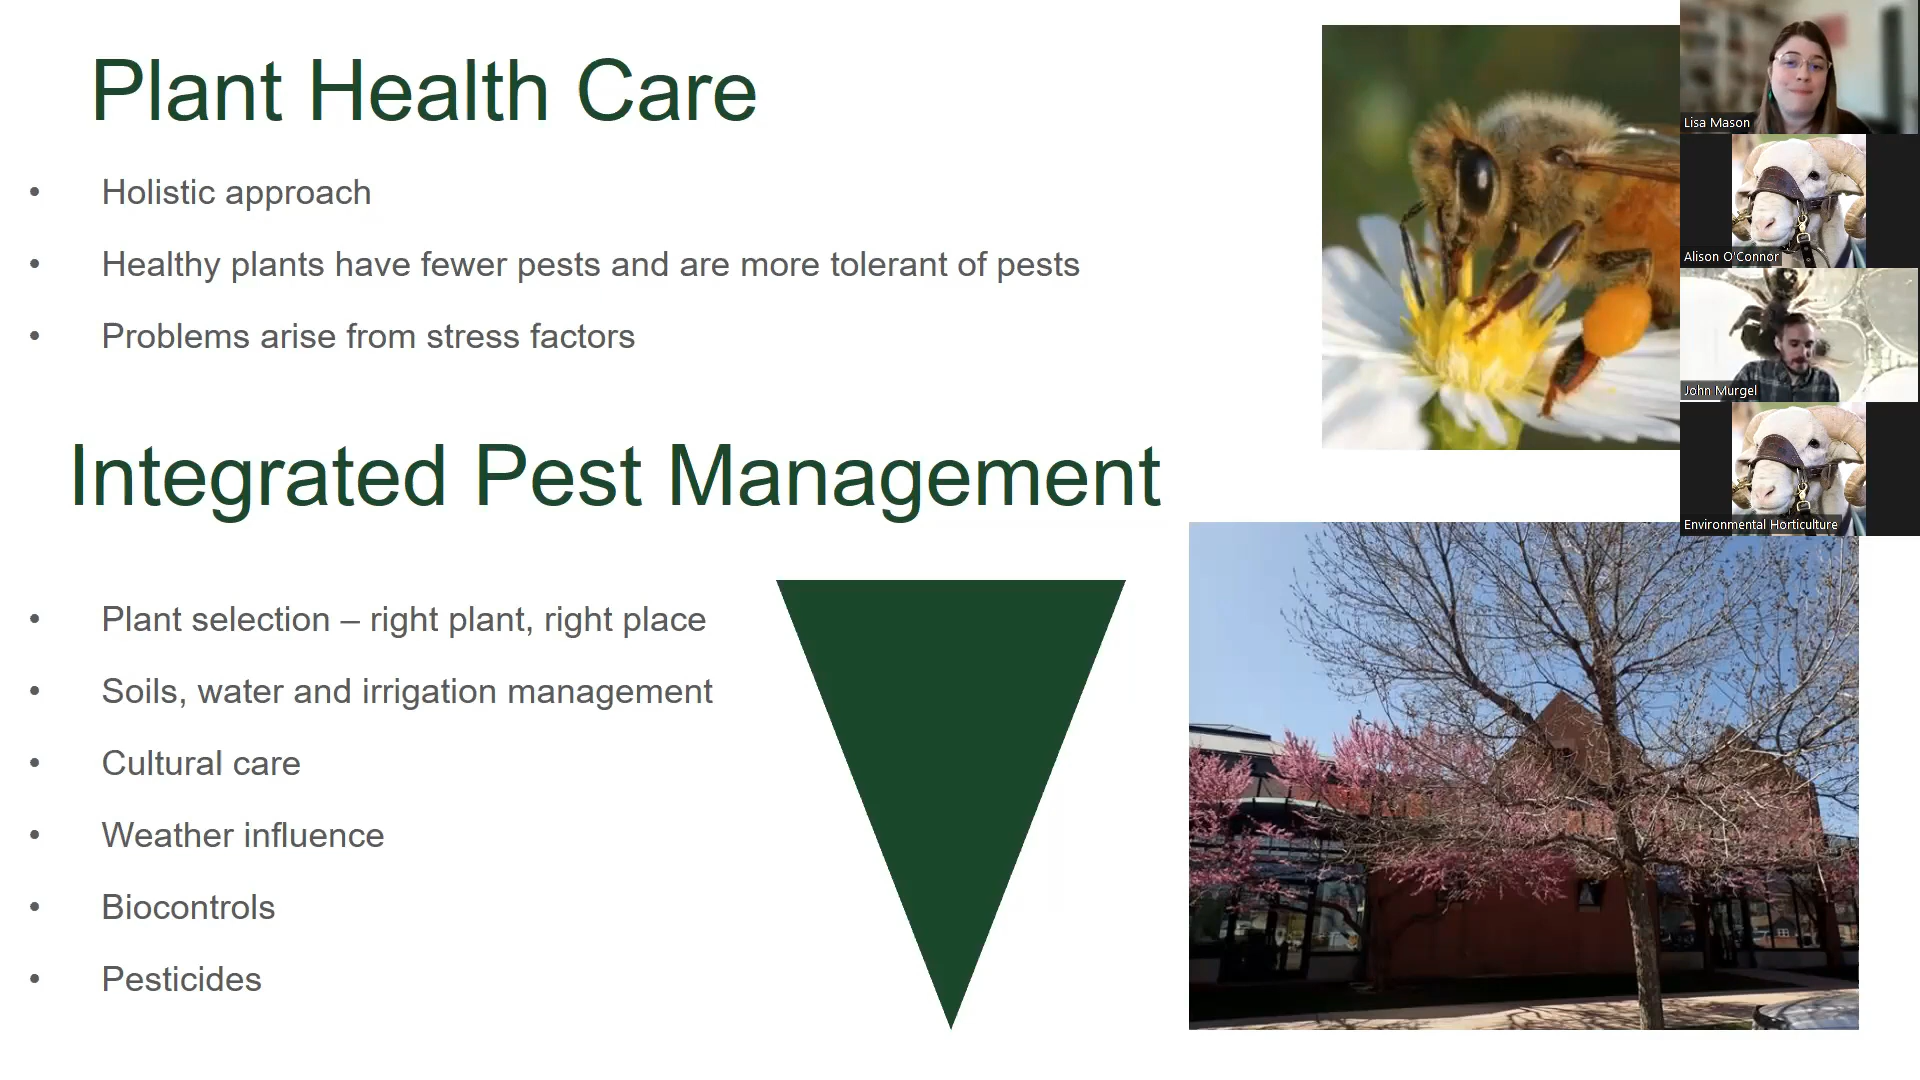 Plant Health Care
• Holistic approach
• Healthy plants have fewer pests and are more tolerant of pests
• Problems arise from stress factors
Integrated Pest Management
• Plant selection – right plant, right place
• Soils, water and irrigation management
• Cultural care
• Weather influence
• Biocontrols
• Pesticides
Lisa Mason
Alison O'Connor
John Murgel
Environmental Horticulture